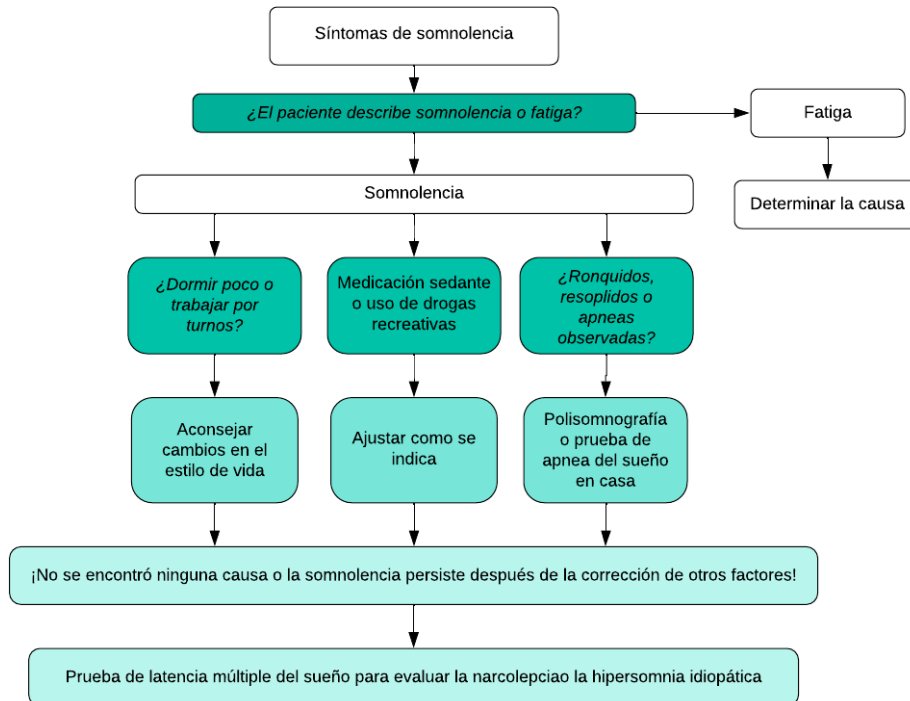 Síntomas de somnolencia
¿El paciente describe somnolencia o fatiga?
Fatiga
Determinar la causa
Somnolencia
¿Dormir poco o
trabajar por
turnos?
Medicación sedante
o uso de drogas
recreativas
¿Ronquidos,
resoplidos o
apneas
observadas?
Aconsejar
cambios en el
estilo de vida
Ajustar como se
indica
Polisomnografía
o prueba de
apnea del sueño
en casa
¡No se encontró ninguna causa o la somnolencia persiste después de la corrección de otros factores!
Prueba de latencia múltiple del sueño para evaluar la narcolepciao la hipersomnia idiopática